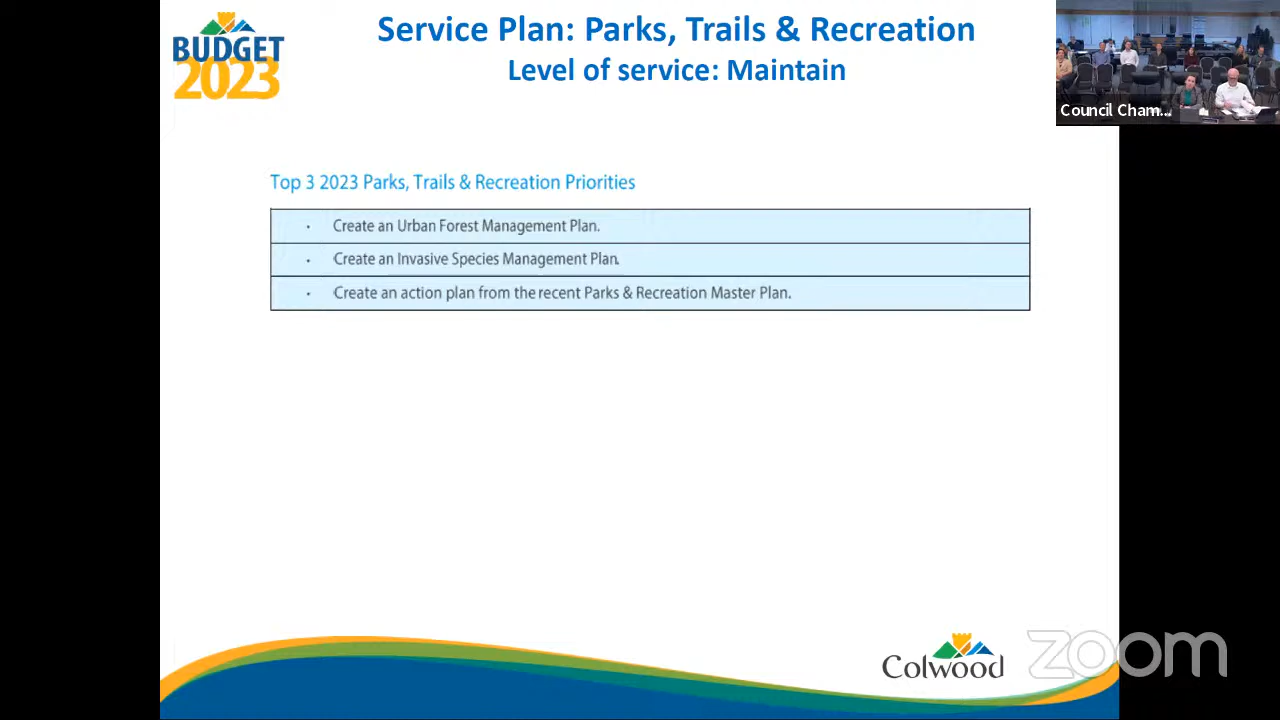 BUDGET
2023
Service Plan: Parks, Trails & Recreation
Level of service: Maintain
Council Cham...
Top 3 2023 Parks, Trails & Recreation Priorities
· Create an Urban Forest Management Plan.
· Create an Invasive Species Management Plan.
· Create an action plan from the recent Parks & Recreation Master Plan.
Colwood
zoom